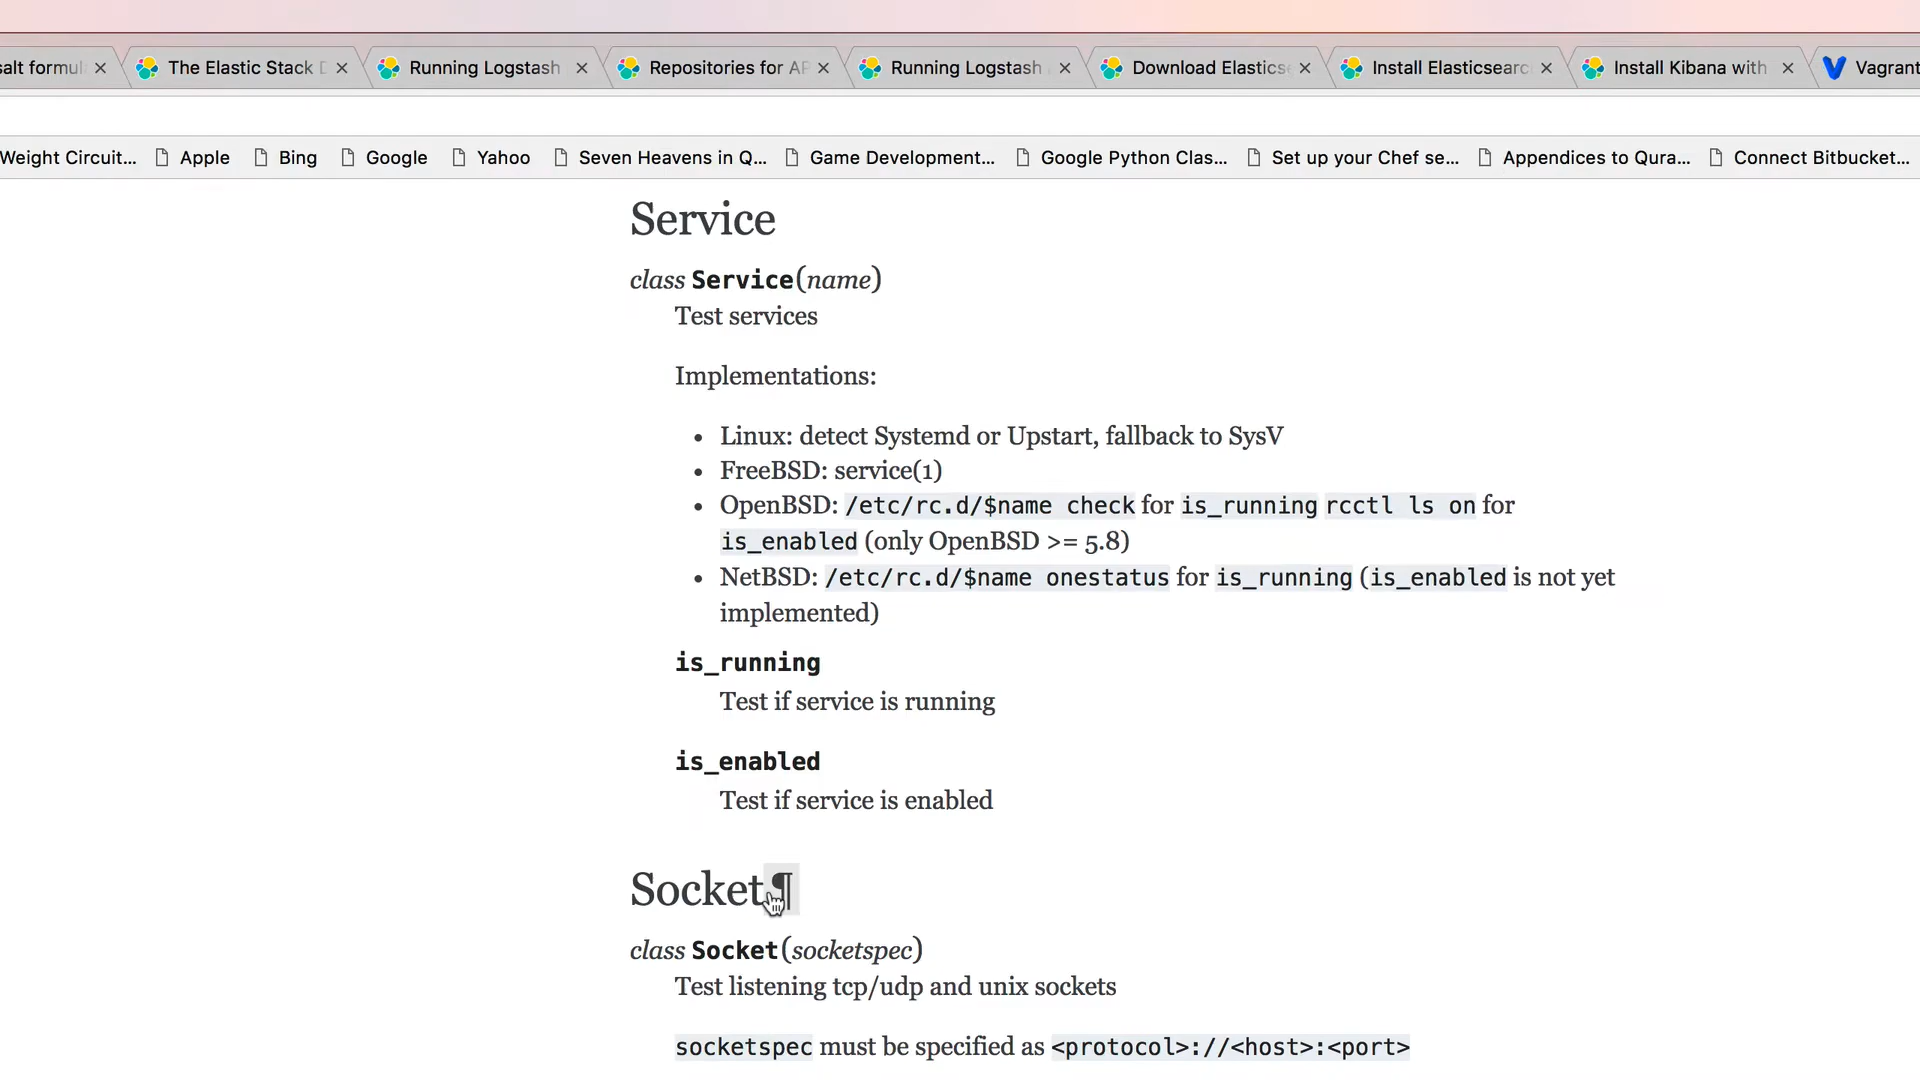 salt formul
The Elastic Stack D
Running Logstash
Repositories for AP
Running Logstash
Download Elasticse
Install Elasticsearc
Install Kibana with
Vagrant
Weight Circuit...
Apple
Bing
Google
Yahoo
Seven Heavens in Q...
Game Development...
Google Python Clas...
Set up your Chef se...
Appendices to Qura...
Connect Bitbucket...
Service
class Service(name)
Test services
Implementations:
• Linux: detect Systemd or Upstart, fallback to SysV
• FreeBSD: service(1)
• OpenBSD: /etc/rc.d/$name check for is_running rcctl ls on for
is_enabled (only OpenBSD >= 5.8)
• NetBSD: /etc/rc.d/$name onestatus for is_running (is_enabled is not yet
implemented)
is_running
Test if service is running
is_enabled
Test if service is enabled
Socket¶
class Socket(socketspec)
Test listening tcp/udp and unix sockets
socketspec must be specified as <protocol>://<host>:<port>